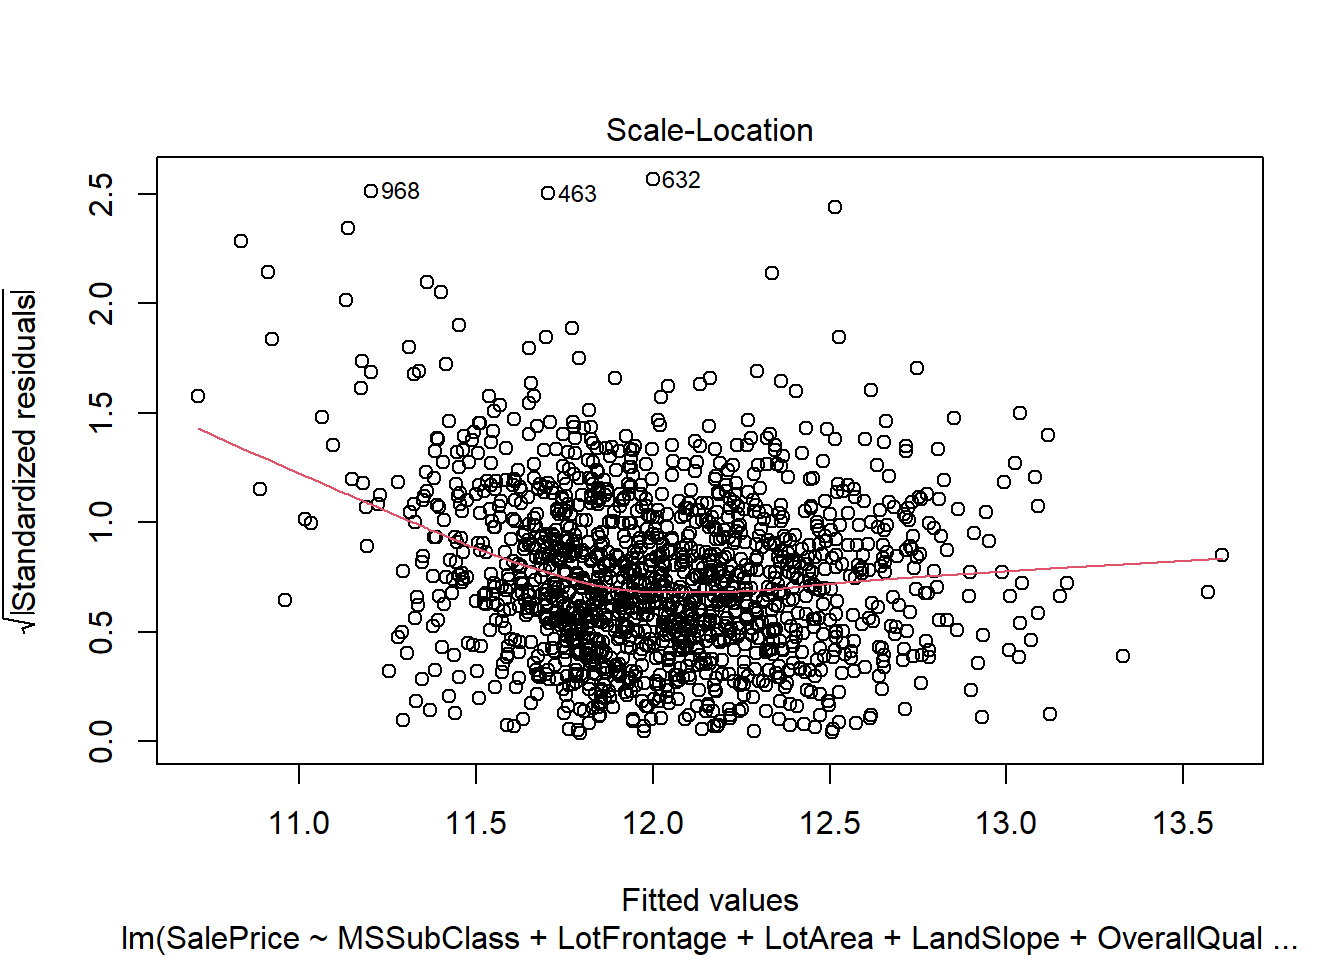 Scale-Location
√|Standardized residuals|
2.5
2.0
1.5
1.0
0.5
0.0
968
463
632
11.0 11.5 12.0 12.5 13.0 13.5
Fitted values
lm(SalePrice ~ MSSubClass + LotFrontage + LotArea + LandSlope + OverallQual ...